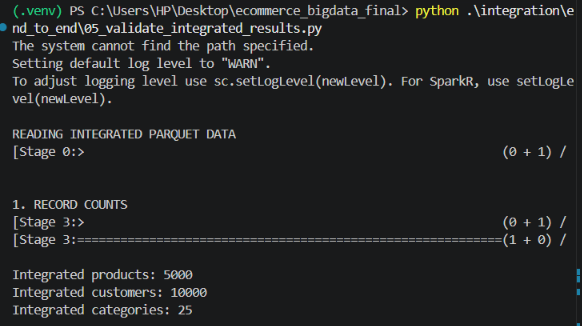 (.venv) PS C:\Users\HP\Desktop\ecommerce_bigdata_final> python .\integration\e
nd_to_end\05_validate_integrated_results.py
The system cannot find the path specified.
Setting default log level to "WARN".
To adjust logging level use sc.setLogLevel(newLevel). For SparkR, use setLogLe
vel(newLevel).
READING INTEGRATED PARQUET DATA
[Stage 0:> (0 + 1) /
1. RECORD COUNTS
[Stage 3:> (0 + 1) /
[Stage 3:=========================================================(1 + 0) /
Integrated products: 5000
Integrated customers: 10000
Integrated categories: 25